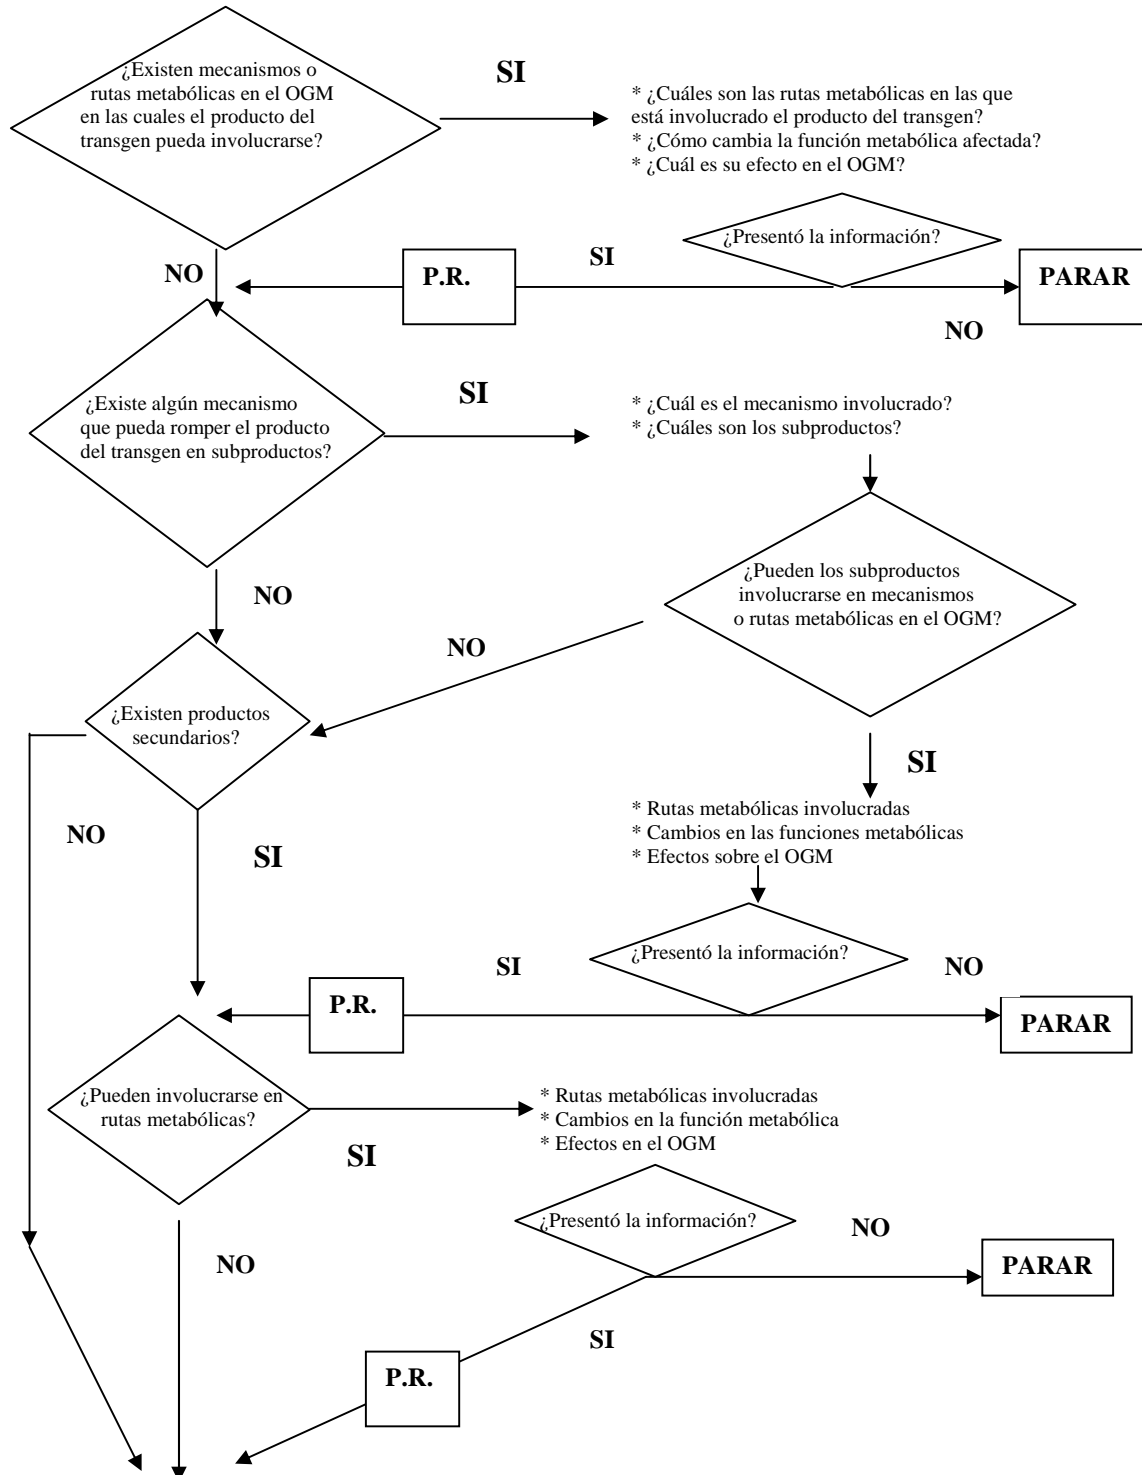 ¿Existen mecanismos o
rutas metabólicas en el OGM
en las cuales el producto del
transgen pueda involucrarse?
SI
* ¿Cuáles son las rutas metabólicas en las que
está involucrado el producto del transgen?
* ¿Cómo cambia la función metabólica afectada?
* ¿Cuál es su efecto en el OGM?
¿Presentó la información?
SI
P.R.
NO
PARAR
NO
¿Existe algún mecanismo
que pueda romper el producto
del transgen en subproductos?
SI
* ¿Cuál es el mecanismo involucrado?
* ¿Cuáles son los subproductos?
¿Pueden los subproductos
involucrarse en mecanismos
o rutas metabólicas en el OGM?
NO
NO
¿Existen productos
secundarios?
SI
* Rutas metabólicas involucradas
* Cambios en las funciones metabólicas
* Efectos sobre el OGM
NO
SI
¿Presentó la información?
SI
NO
P.R.
PARAR
¿Pueden involucrarse en
rutas metabólicas?
SI
* Rutas metabólicas involucradas
* Cambios en la función metabólica
* Efectos en el OGM
¿Presentó la información?
NO
NO
PARAR
SI
P.R.